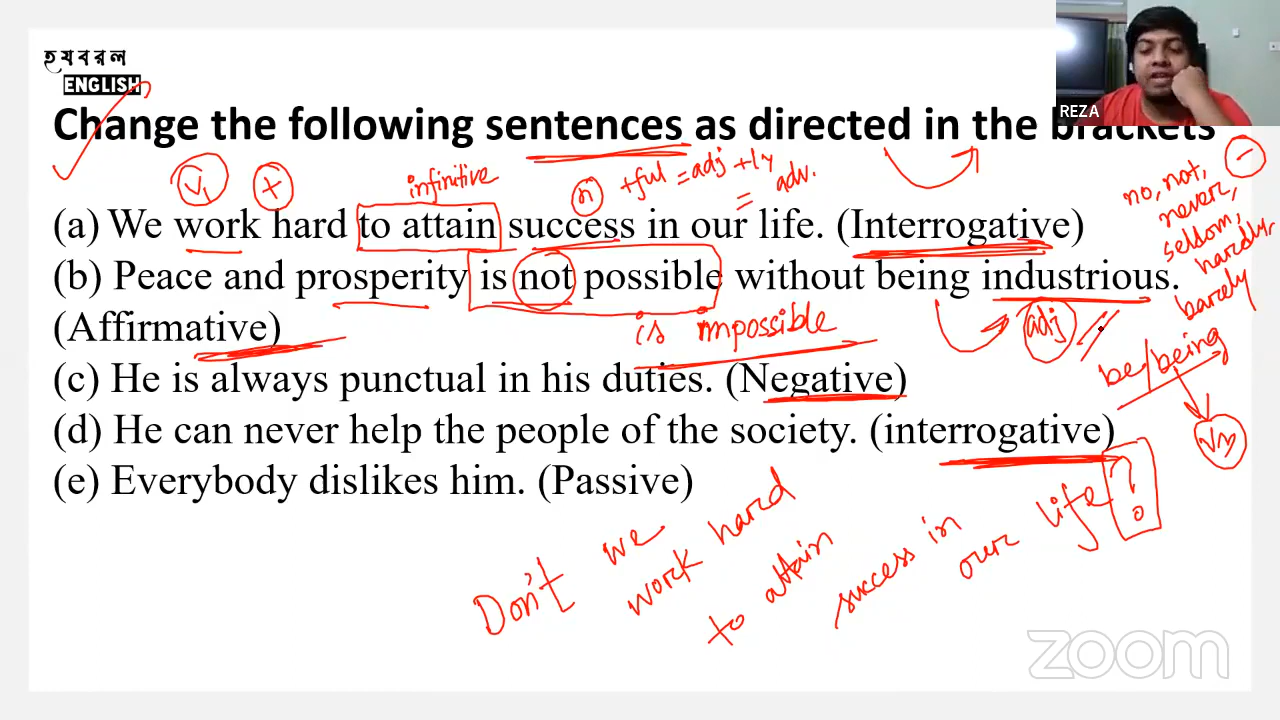 হ য ব র ল
ENGLISH
REZA
Change the following sentences as directed in the brackets
V₁ + infinitive n +ful = adj +ly = adv.
no, not, never, seldom, hardly, barely
−
(a) We work hard to attain success in our life. (Interrogative)
(b) Peace and prosperity is not possible without being industrious.
(Affirmative)
is impossible
adj
be/being
V₃
(c) He is always punctual in his duties. (Negative)
(d) He can never help the people of the society. (interrogative)
(e) Everybody dislikes him. (Passive)
Don't we work hard to attain success in our life ?
zoom